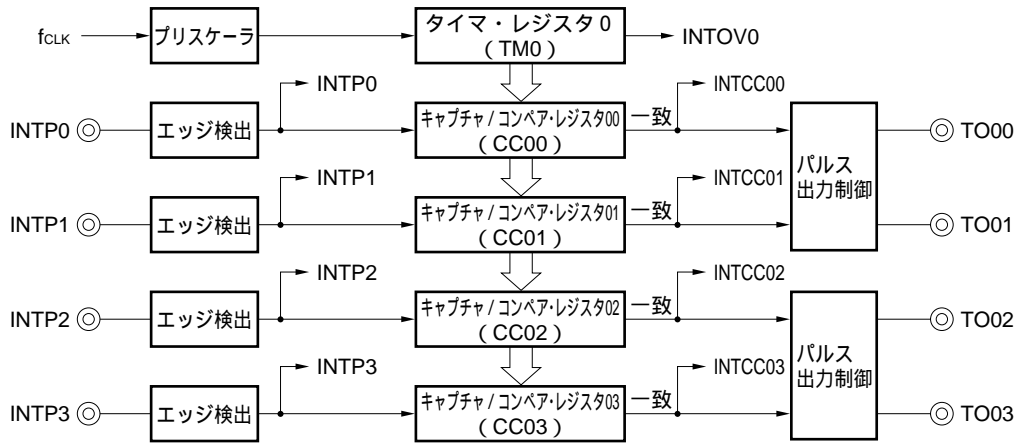 fCLK プリスケーラ タイマ・レジスタ0 INTOV0
(TM0)
INTP0 INTCC00
INTP0 エッジ検出 キャプチャ/コンペア・レジスタ00 一致 TO00
(CC00)
パルス
出力制御
INTP1 INTCC01
INTP1 エッジ検出 キャプチャ/コンペア・レジスタ01 一致 TO01
(CC01)
INTP2 INTCC02
INTP2 エッジ検出 キャプチャ/コンペア・レジスタ02 一致 TO02
(CC02)
パルス
出力制御
INTP3 INTCC03
INTP3 エッジ検出 キャプチャ/コンペア・レジスタ03 一致 TO03
(CC03)